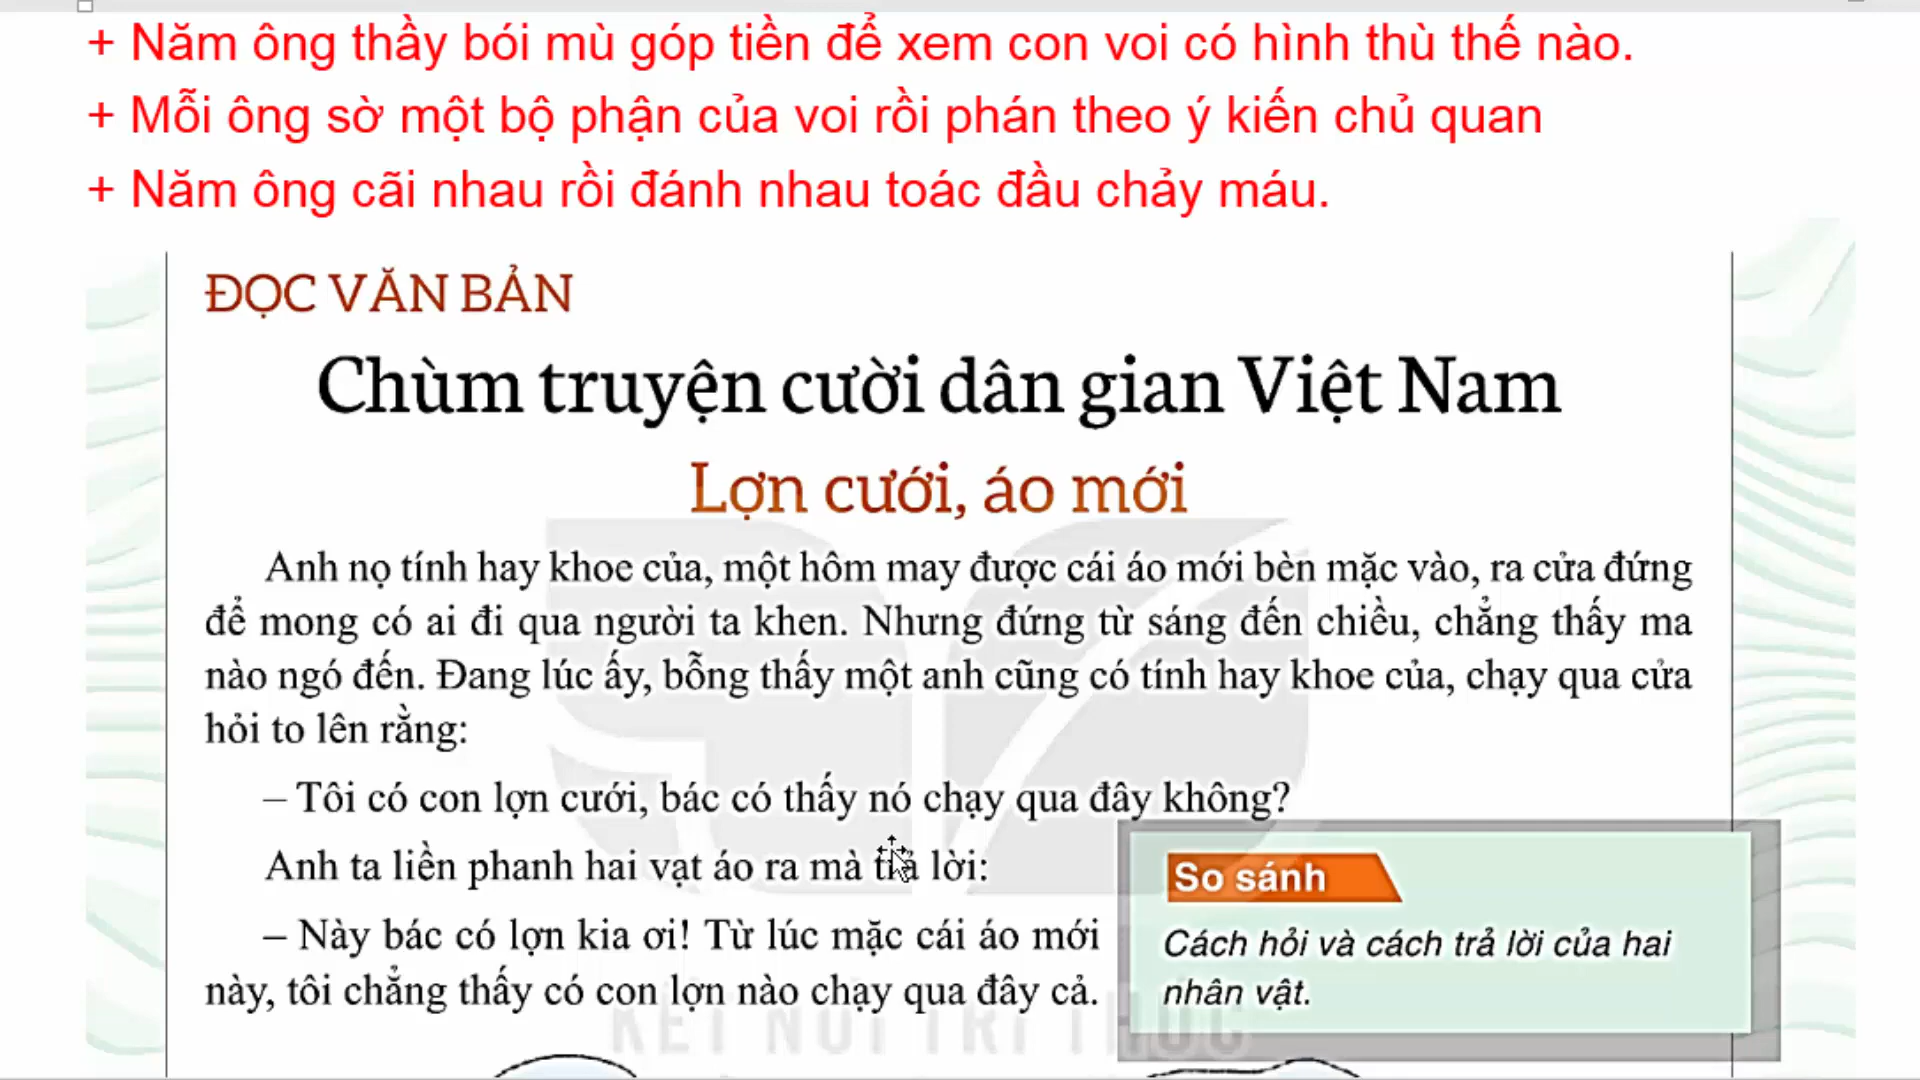 + Năm ông thầy bói mù góp tiền để xem con voi có hình thù thế nào.
+ Mỗi ông sờ một bộ phận của voi rồi phán theo ý kiến chủ quan
+ Năm ông cãi nhau rồi đánh nhau toác đầu chảy máu.
ĐỌC VĂN BẢN
Chùm truyện cười dân gian Việt Nam
Lợn cưới, áo mới
Anh nọ tính hay khoe của, một hôm may được cái áo mới bèn mặc vào, ra cửa đứng
để mong có ai đi qua người ta khen. Nhưng đứng từ sáng đến chiều, chẳng thấy ma
nào ngó đến. Đang lúc ấy, bỗng thấy một anh cũng có tính hay khoe của, chạy qua cửa
hỏi to lên rằng:
– Tôi có con lợn cưới, bác có thấy nó chạy qua đây không?
Anh ta liền phanh hai vạt áo ra mà trả lời:
– Này bác có lợn kia ơi! Từ lúc mặc cái áo mới
này, tôi chẳng thấy có con lợn nào chạy qua đây cả.
So sánh
Cách hỏi và cách trả lời của hai
nhân vật.
KẾT NỐI TRI THỨC